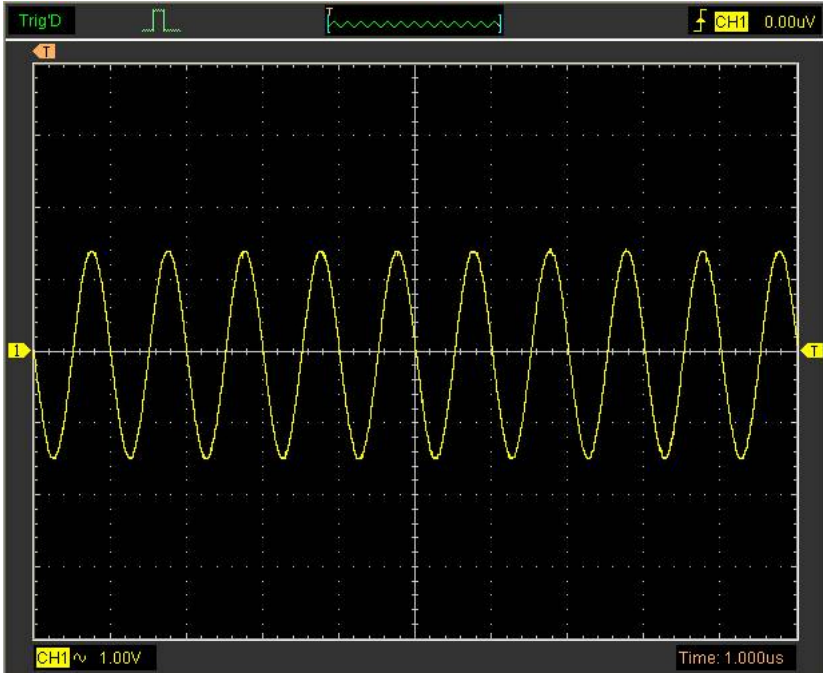 Trig'D
T
CH1 0.00uV
T
1
T
CH1 ~ 1.00V
Time: 1.000us